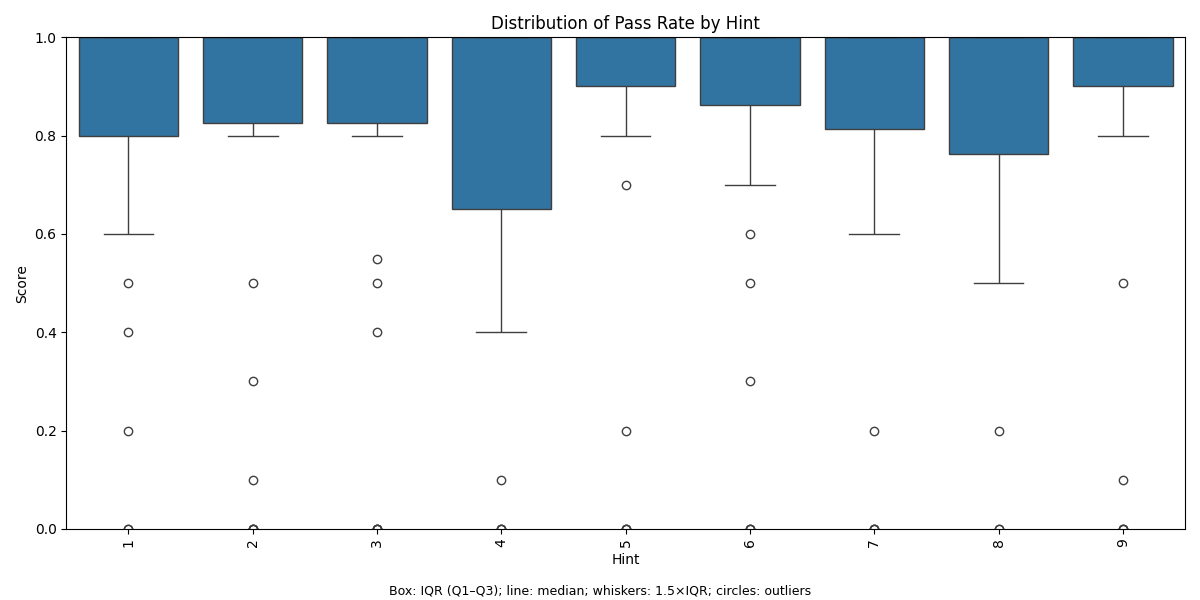 Distribution of Pass Rate by Hint
1.0
0.8
0.6
0.4
0.2
0.0
Score
1 2 3 4 5 6 7 8 9
Hint
Box: IQR (Q1–Q3); line: median; whiskers: 1.5×IQR; circles: outliers